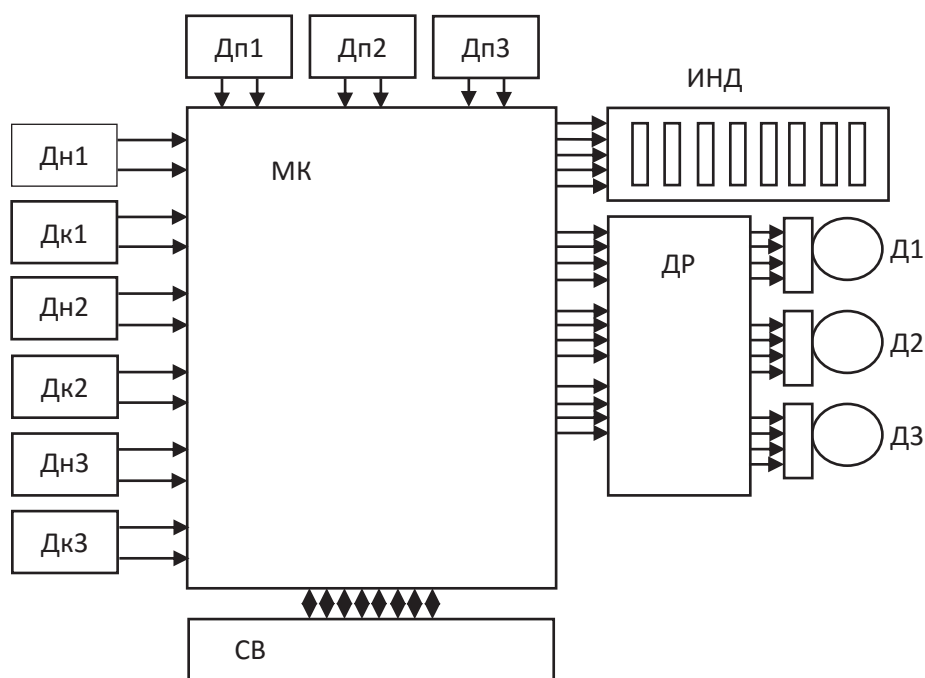 Дп1 Дп2 Дп3
ИНД
Дн1
МК
Дк1
ДР
Д1
Дн2
Д2
Дк2
Дн3
Д3
Дк3
СВ